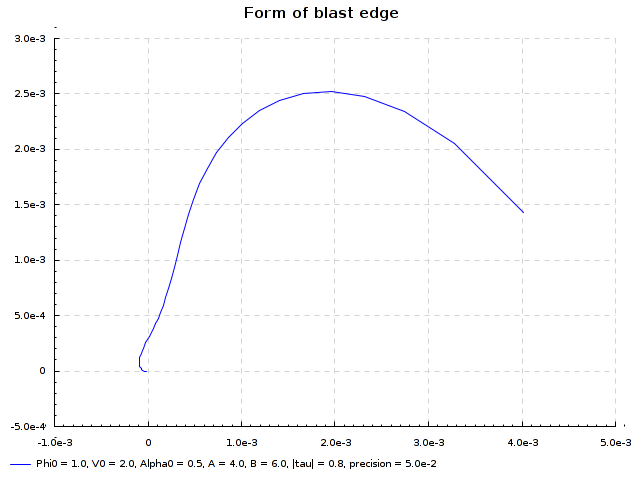 Form of blast edge
3.0e-3
2.5e-3
2.0e-3
1.5e-3
1.0e-3
5.0e-4
0
-5.0e-4
-1.0e-3 0 1.0e-3 2.0e-3 3.0e-3 4.0e-3 5.0e-3
Phi0 = 1.0, V0 = 2.0, Alpha0 = 0.5, A = 4.0, B = 6.0, |tau| = 0.8, precision = 5.0e-2